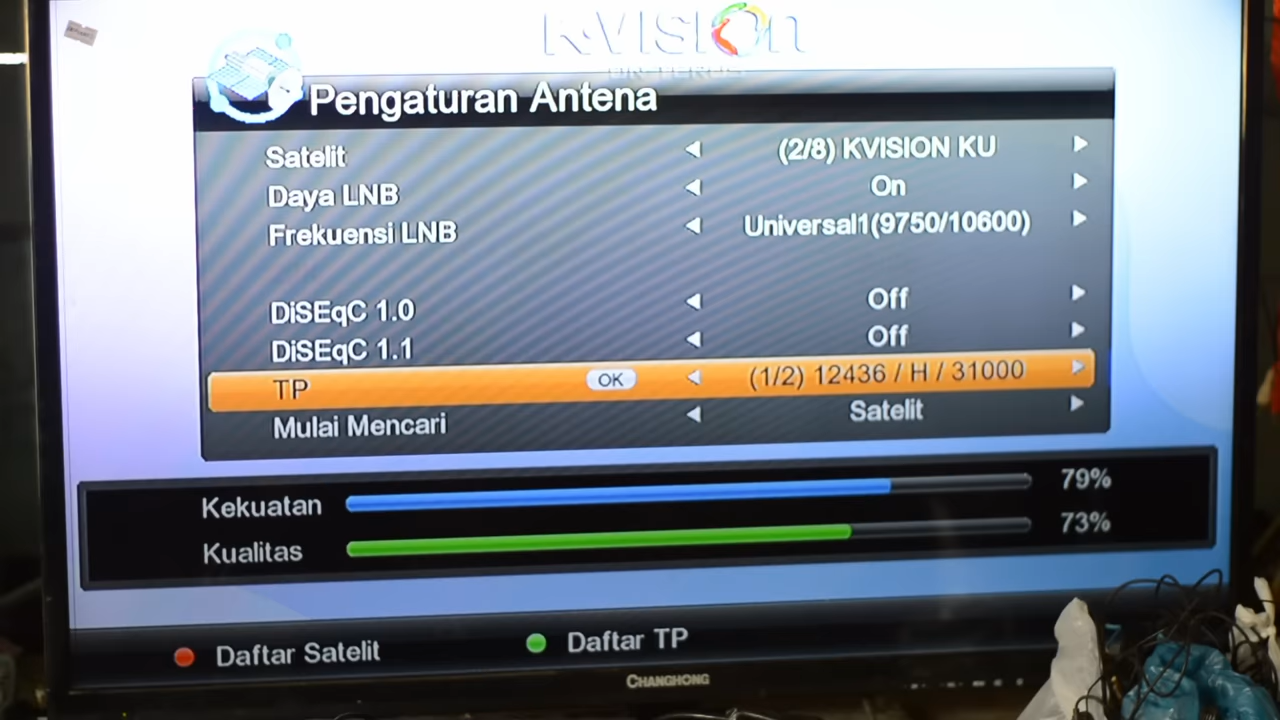 KVISION
Pengaturan Antena
Satelit (2/8) KVISION KU
Daya LNB On
Frekuensi LNB Universal1(9750/10600)
DiSEqC 1.0 Off
DiSEqC 1.1 Off
TP OK (1/2) 12436 / H / 31000
Mulai Mencari Satelit
Kekuatan 79%
Kualitas 73%
Daftar Satelit Daftar TP
CHANGHONG